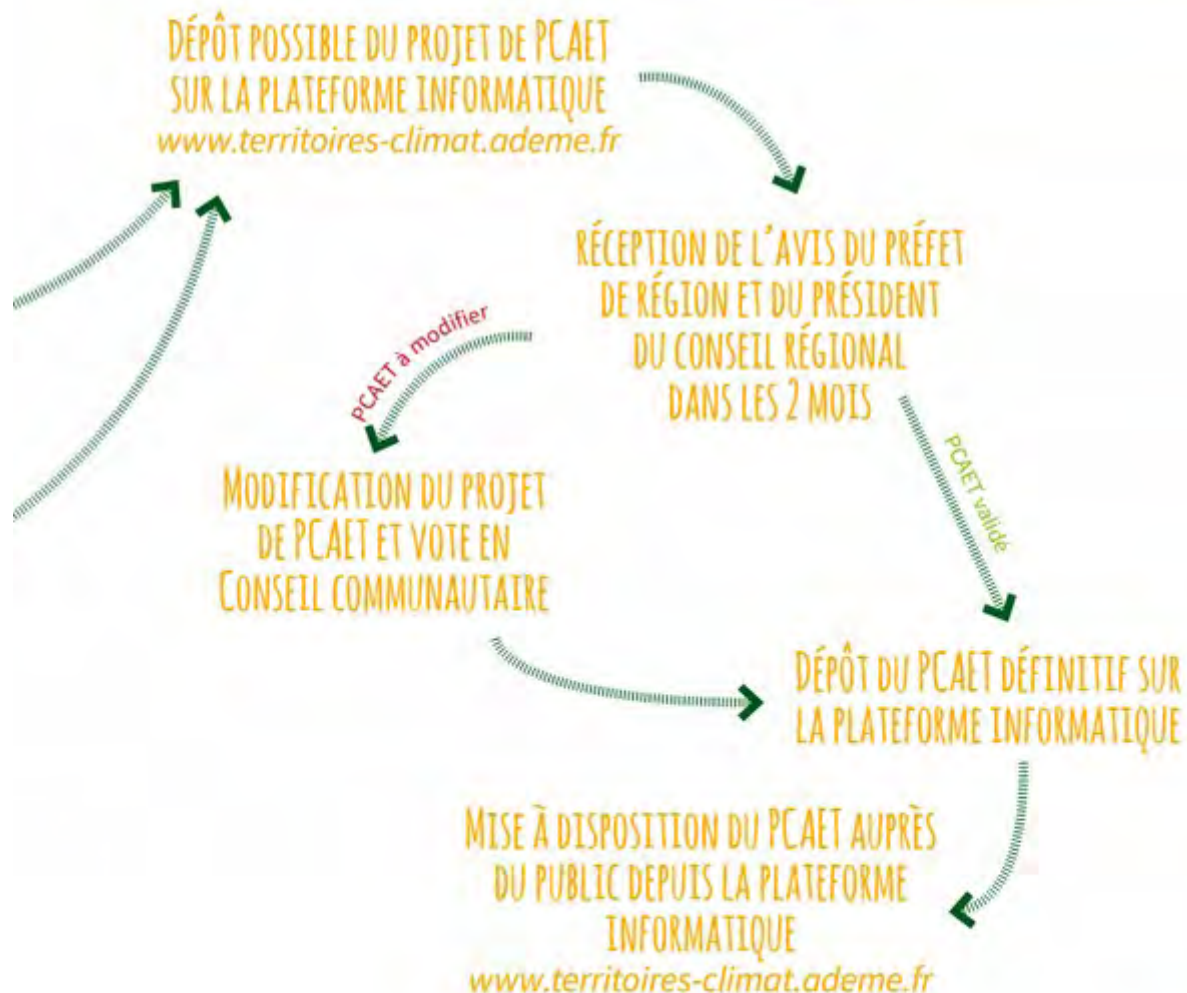 DÉPÔT POSSIBLE DU PROJET DE PCAET
SUR LA PLATEFORME INFORMATIQUE
www.territoires-climat.ademe.fr
RÉCEPTION DE L'AVIS DU PRÉFET
DE RÉGION ET DU PRÉSIDENT
DU CONSEIL RÉGIONAL
DANS LES 2 MOIS
PCAET à modifier
PCAET validé
MODIFICATION DU PROJET
DE PCAET ET VOTE EN
CONSEIL COMMUNAUTAIRE
DÉPÔT DU PCAET DÉFINITIF SUR
LA PLATEFORME INFORMATIQUE
MISE À DISPOSITION DU PCAET AUPRÈS
DU PUBLIC DEPUIS LA PLATEFORME
INFORMATIQUE
www.territoires-climat.ademe.fr